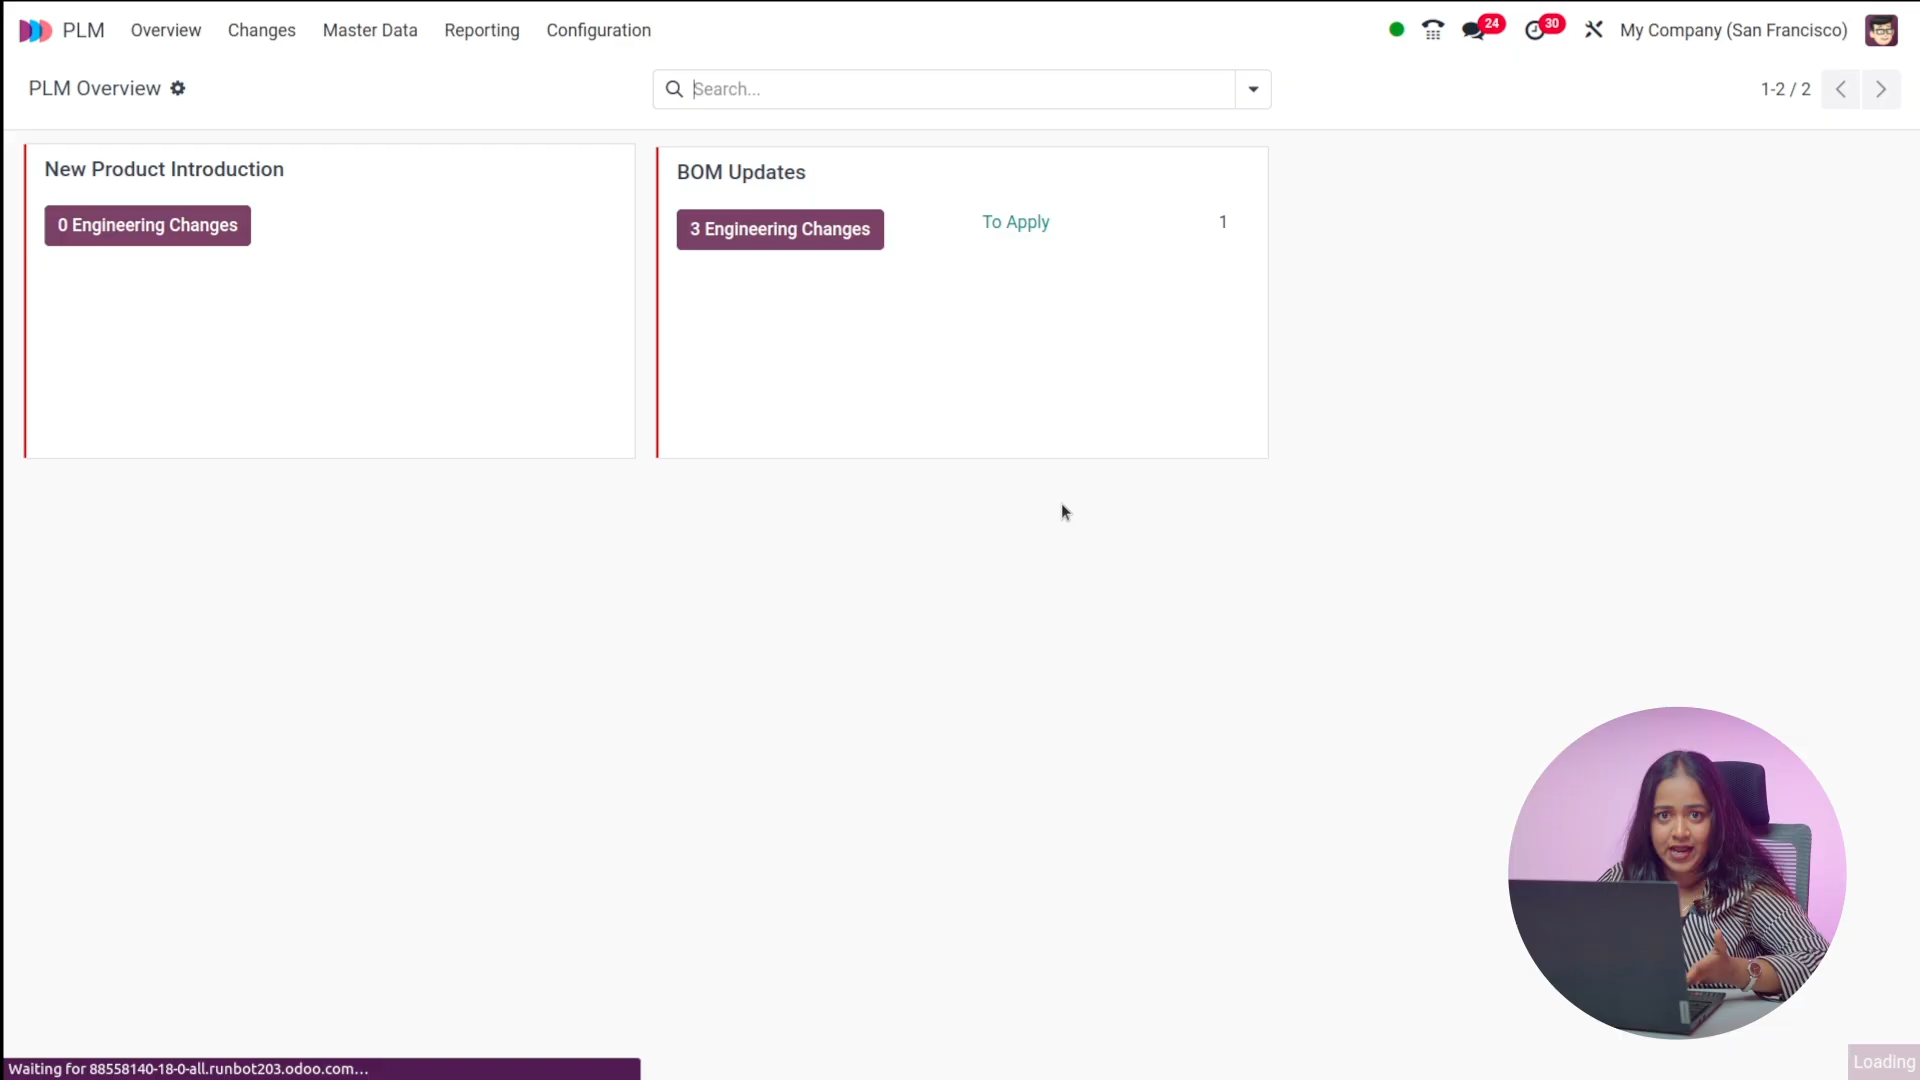 PLM Overview Changes Master Data Reporting Configuration 24 30 My Company (San Francisco)
PLM Overview Search... 1-2 / 2
New Product Introduction
0 Engineering Changes
BOM Updates
3 Engineering Changes To Apply 1
Waiting for 88558140-18-0-all.runbot203.odoo.com...
Loading